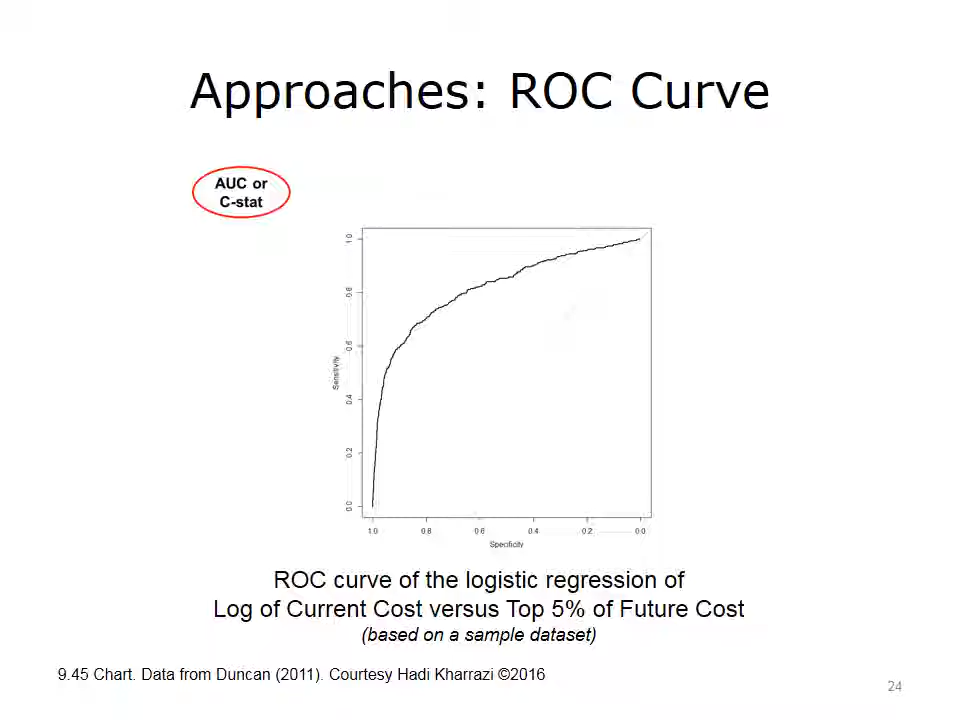 Approaches: ROC Curve
AUC or
C-stat
1.0
0.8
0.6
0.4
0.2
0.0
Sensitivity
1.0 0.8 0.6 0.4 0.2 0.0
Specificity
ROC curve of the logistic regression of
Log of Current Cost versus Top 5% of Future Cost
(based on a sample dataset)
9.45 Chart. Data from Duncan (2011). Courtesy Hadi Kharrazi ©2016
24